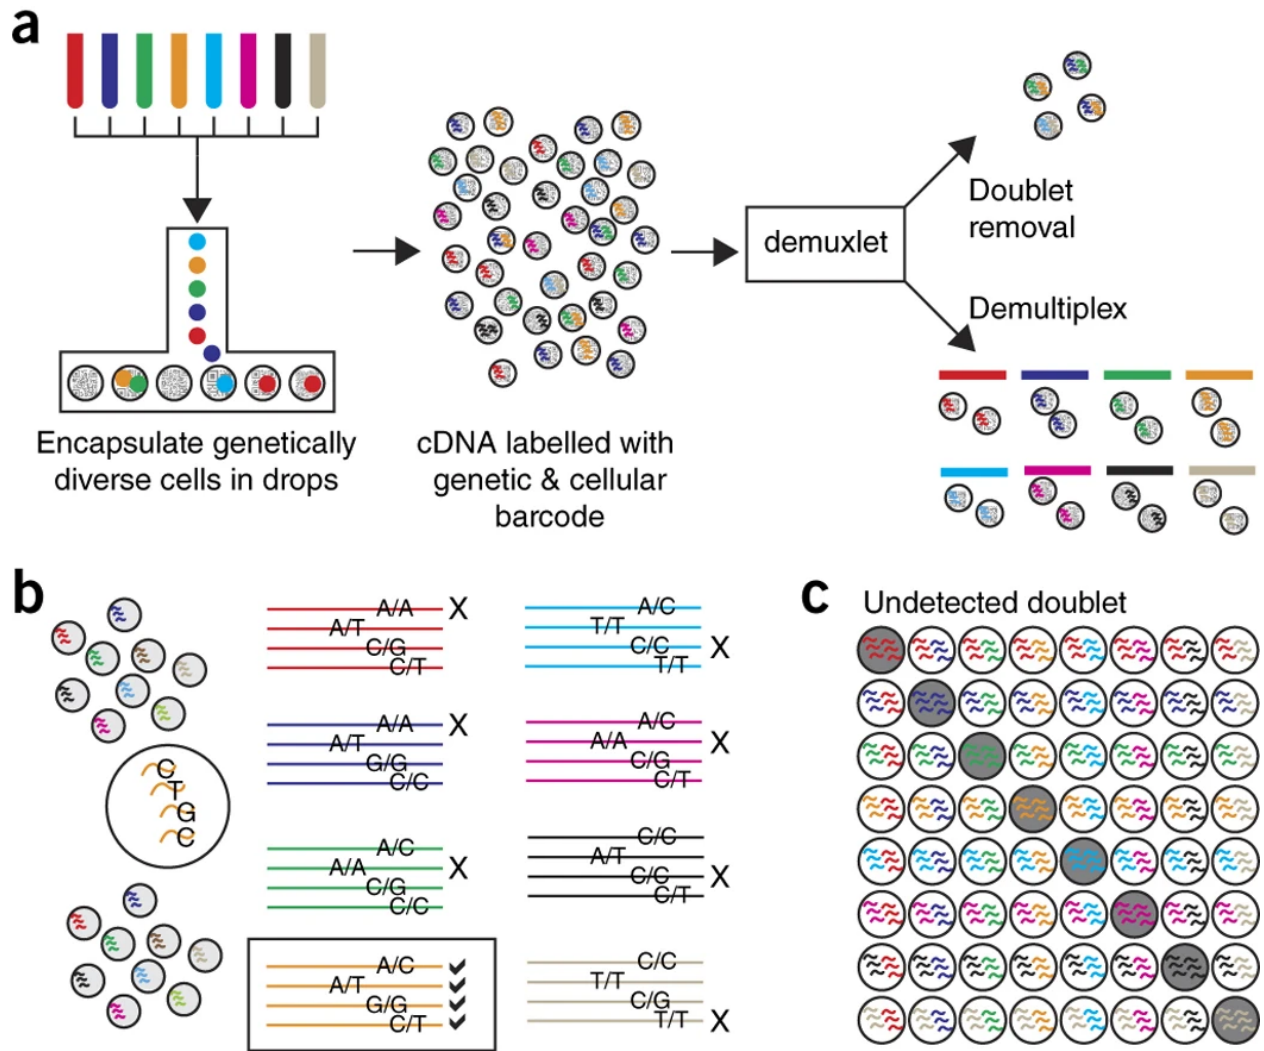 a
Encapsulate genetically
diverse cells in drops
cDNA labelled with
genetic & cellular
barcode
demuxlet
Doublet
removal
Demultiplex
b
C
T
G
C
A/A X
A/T
C/G
C/T
A/C
T/T
C/C X
T/T
A/A X
A/T
G/G
C/C
A/C
A/A X
C/G
C/T
A/C
A/A X
C/G
C/C
C/C
A/T
C/C X
C/T
A/C
A/T
G/G
C/T
C/C
T/T
C/G
T/T X
c
Undetected doublet